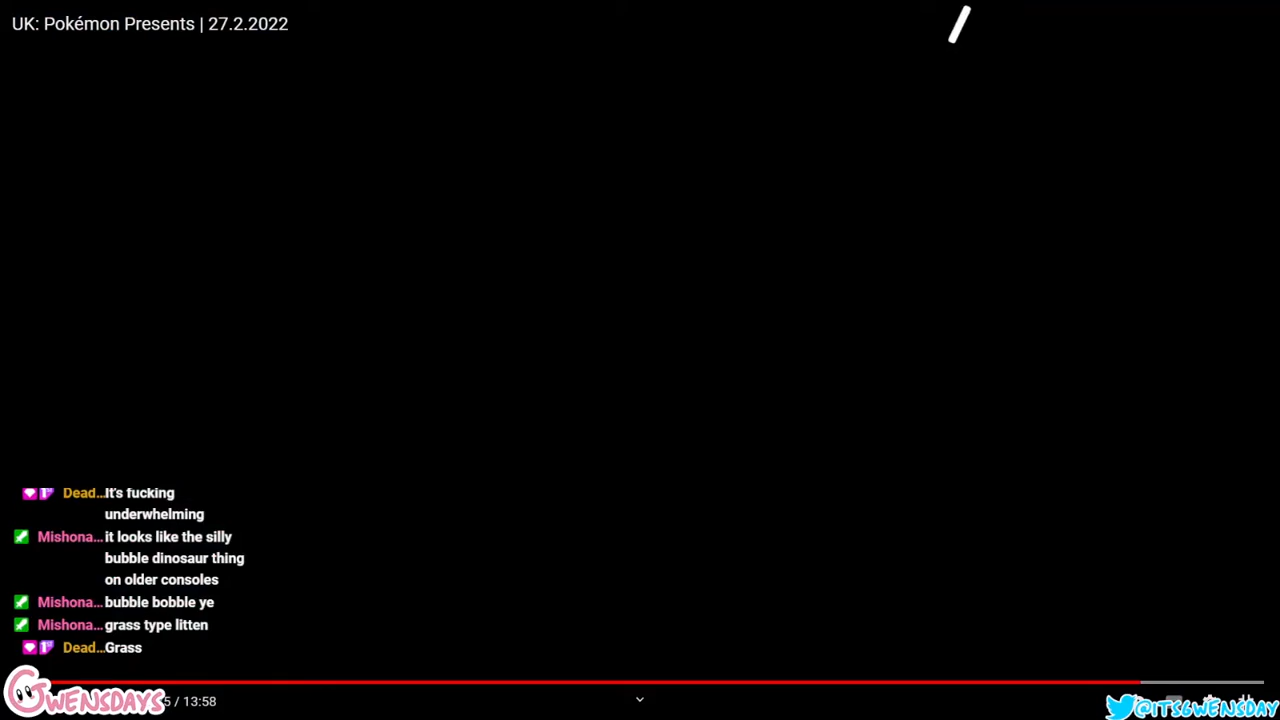 UK: Pokémon Presents | 27.2.2022
Dead...It's fucking
underwhelming
Mishona...it looks like the silly
bubble dinosaur thing
on older consoles
Mishona...bubble bobble ye
Mishona...grass type litten
Dead...Grass
GWENSDAYS
5 / 13:58
@ITSGWENSDAY